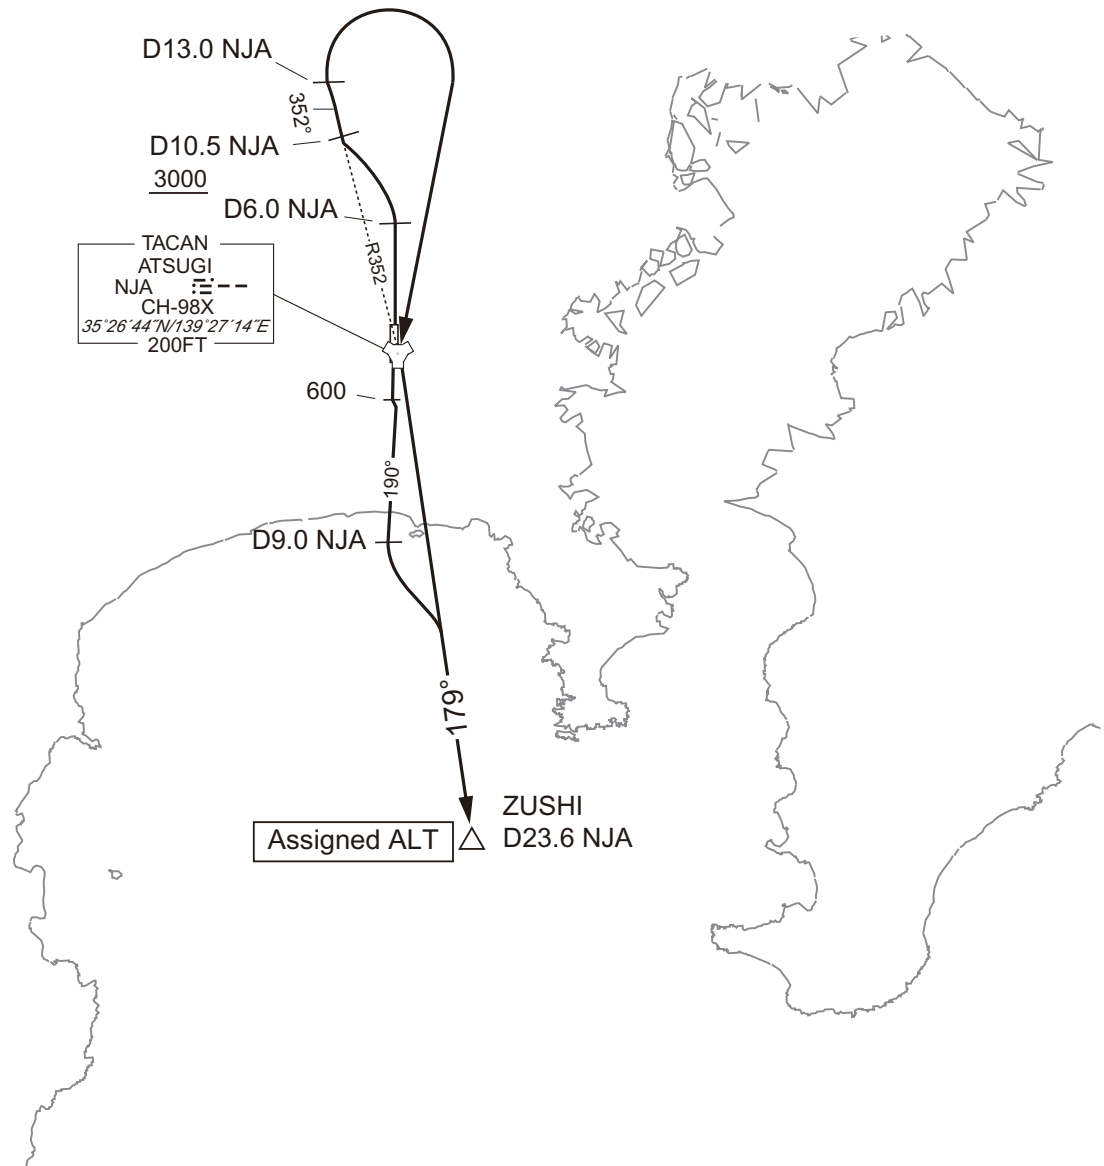 D13.0 NJA
352°
D10.5 NJA
3000
D6.0 NJA
R352
TACAN
ATSUGI
NJA
CH-98X
35°26´44˝N/139°27´14˝E
200FT
600
190°
D9.0 NJA
179°
ZUSHI
Assigned ALT
D23.6 NJA